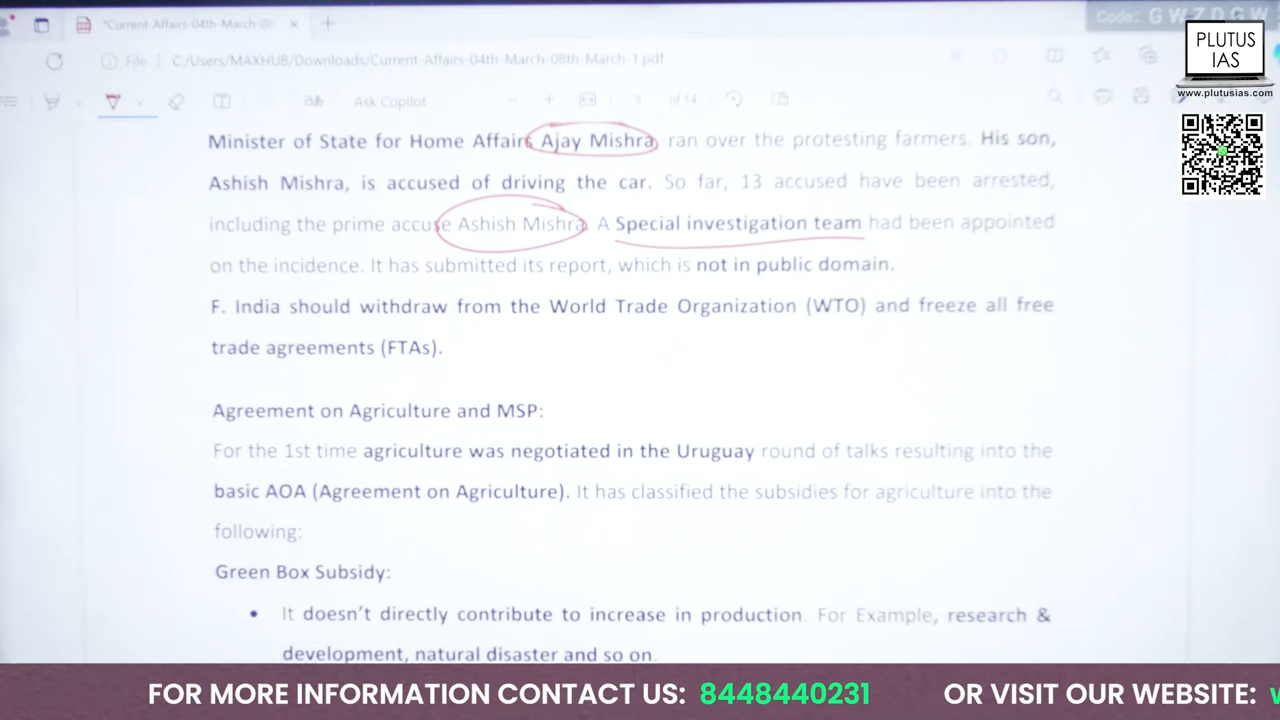 Code: G W Z D G W
*Current-Affairs-04th-March-08
PLUTUS
IAS
www.plutusias.com
File C:/Users/MAXHUB/Downloads/Current-Affairs-04th-March-08th-March-1.pdf
Ask Copilot
9 of 14
Minister of State for Home Affairs Ajay Mishra ran over the protesting farmers. His son,
Ashish Mishra, is accused of driving the car. So far, 13 accused have been arrested,
including the prime accuse Ashish Mishra. A Special investigation team had been appointed
on the incidence. It has submitted its report, which is not in public domain.
F. India should withdraw from the World Trade Organization (WTO) and freeze all free
trade agreements (FTAs).
Agreement on Agriculture and MSP:
For the 1st time agriculture was negotiated in the Uruguay round of talks resulting into the
basic AOA (Agreement on Agriculture). It has classified the subsidies for agriculture into the
following:
Green Box Subsidy:
• It doesn't directly contribute to increase in production. For Example, research &
development, natural disaster and so on.
FOR MORE INFORMATION CONTACT US: 8448440231 OR VISIT OUR WEBSITE: